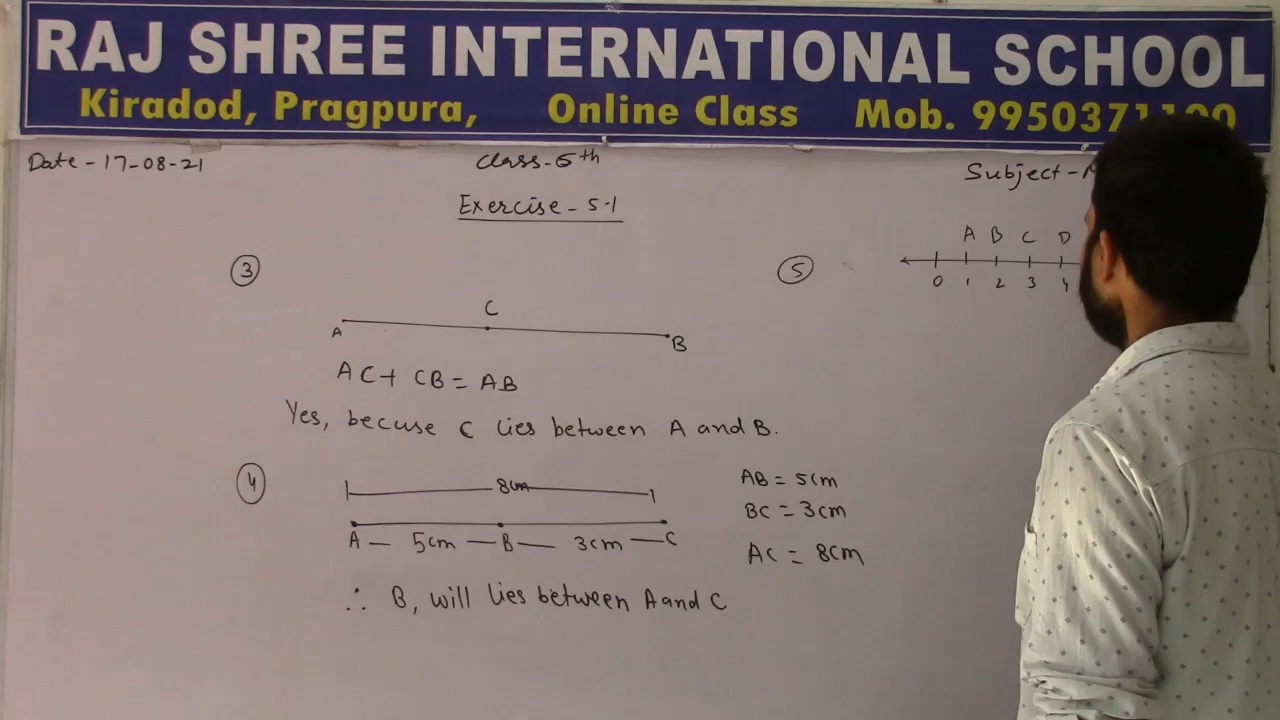 RAJ SHREE INTERNATIONAL SCHOOL
Kiradod, Pragpura, Online Class Mob. 9950371100
Date - 17-08-21 Class-6th Subject -
Exercise - 5.1
3
C
A B
AC + CB = AB
Yes, becuse C lies between A and B.
4
8cm
A — 5cm — B — 3cm — C
AB = 5cm
BC = 3cm
AC = 8cm
∴ B, will lies between A and C
5
A B C D
0 1 2 3 4